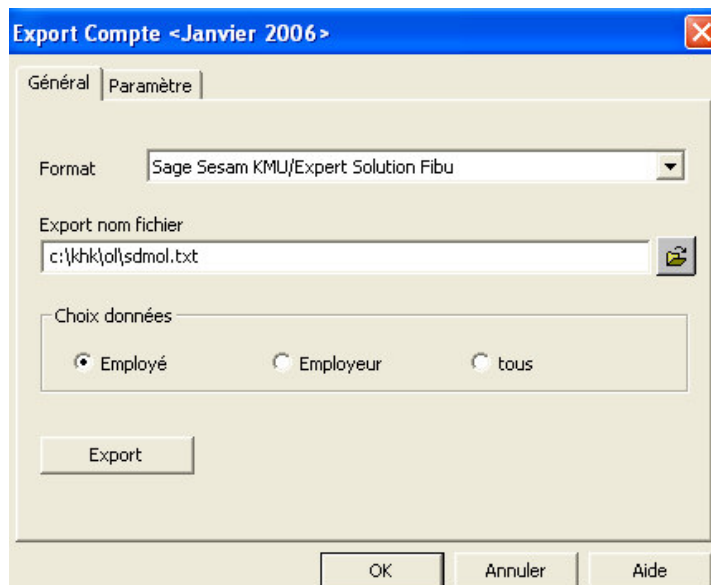 Export Compte <Janvier 2006>
Général Paramètre
Format Sage Sesam KMU/Expert Solution Fibu
Export nom fichier
c:\khk\ol\sdmol.txt
Choix données
Employé Employeur tous
Export
OK Annuler Aide